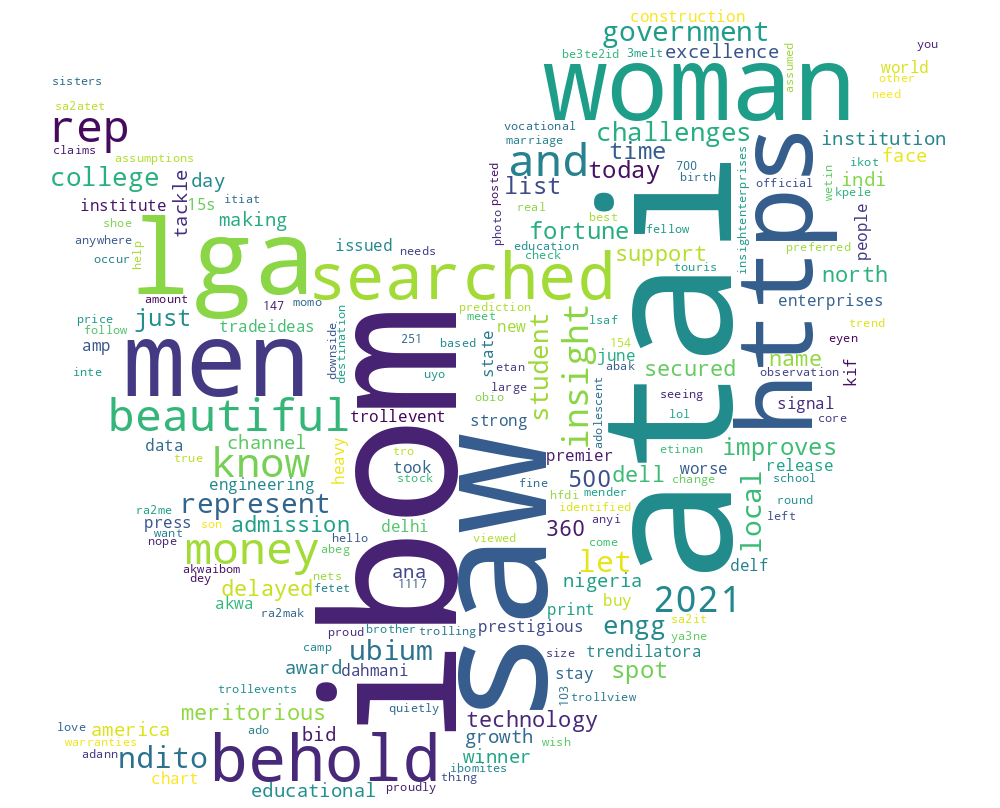 construction
government
woman
be3te2id
3melt
excellence
assumed
you
world
other
need
sisters
sa2atet
rep
claims
assumptions
college
day
itiat
tackle
institute
15s
making
shoe
anywhere
occur
help
lga
issued
needs
searched
vocational
marriage
challenges
and
time
today
700
birth
list
photo
posted
real
best
fortune
fellow
education
check
support
touris
insightenterprises
https
official
institution
ikot
face
wetin
indi
kpele
people
preferred
north
enterprises
trend
eyen
amount
147
momo
price
follow
just
tradeideas
amp
inte
men
downside
destination
251
based
uyo
prediction
meet
new
state
etan
large
obio
student
insight
lsaf
154
june
abak
adolescent
a tail
secured
seeing
lol
name
observation
kif
signal
core
beautiful
trollevent
strong
data
channel
true
know
engineering
heavy
tro
took
stock
ibom
saw
premier
fine
500
hfdi
mender
identified
dell
etinan
worse
change
improves
release
school
round
left
local
ra2me
represent
press
want
son
admission
nope
hello
abeg
delhi
viewed
360
anyi
come
money
akwaibom
dey
delayed
nets
fetet
ana
1117
let
nigeria
delf
akwa
ra2mak
print
buy
2021
proud
brother
trolling
prestigious
size
engg
sa2it
ya3ne
camp
ubium
award
dahmani
trendilatora
stay
spot
103
trollview
trollevents
quietly
meritorious
technology
love
america
warranties
adann
ado
bid
growth
wish
winner
ndito
behold
ibomites
thing
chart
educational
proudly